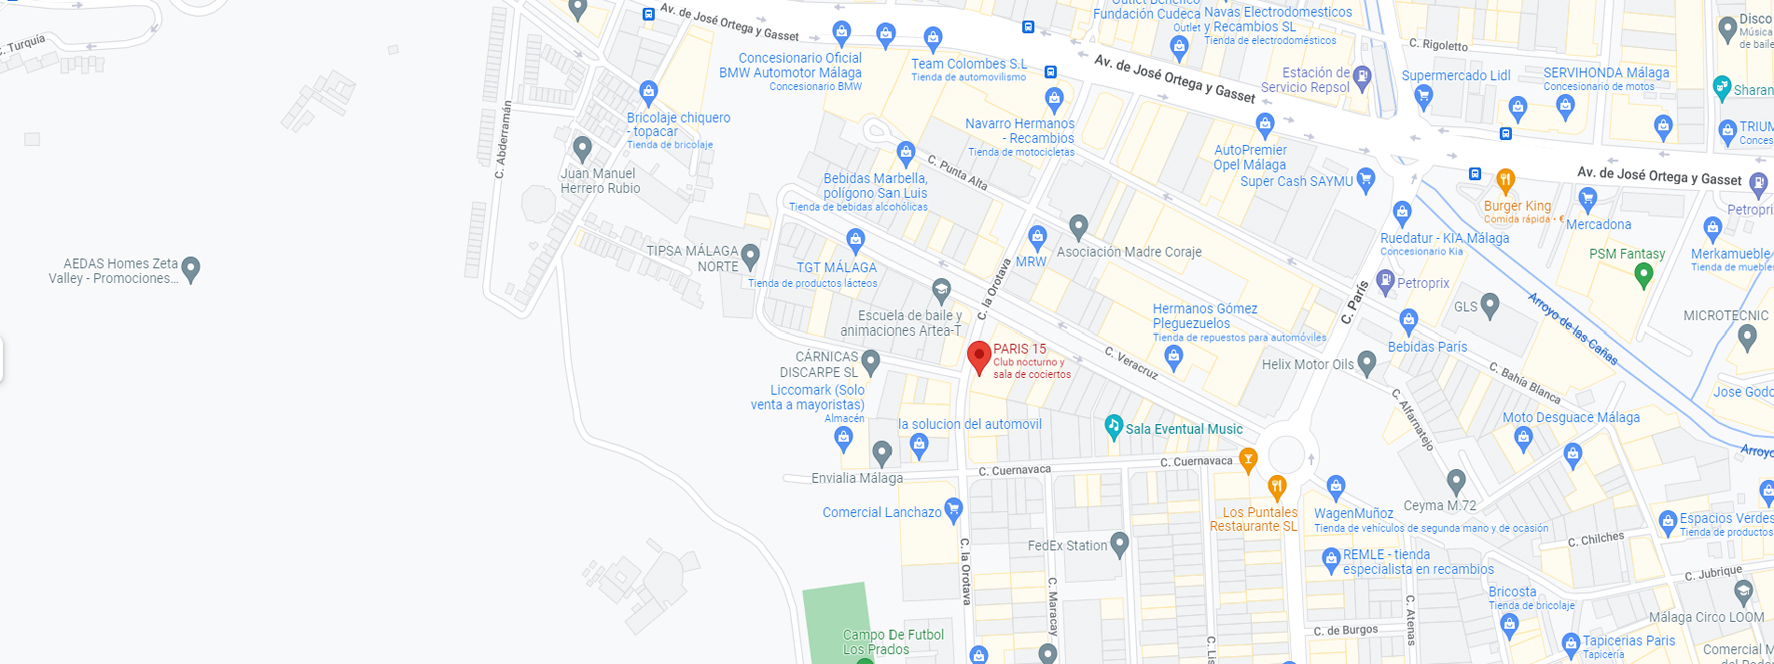 C. Turquía
Av. de José Ortega y Gasset
Concesionario Oficial
BMW Automotor Málaga
Concesionario BMW
Team Colombes S.L
Tienda de automovilismo
Fundación Cudeca
Outlet
Navas Electrodomesticos
y Recambios SL
Tienda de electrodomésticos
C. Rigoletto
Disco
Música
de baile
Av. de José Ortega y Gasset
Estación de
Servicio Repsol
Supermercado Lidl
SERVIHONDA Málaga
Concesionario de motos
Sharan
Bricolaje chiquero
- topacar
Tienda de bricolaje
Navarro Hermanos
- Recambios
Tienda de motocicletas
C. Abderramán
TRIUM
Conces
AutoPremier
Opel Málaga
Super Cash SAYMU
Juan Manuel
Herrero Rubio
Bebidas Marbella,
polígono San Luis
Tienda de bebidas alcohólicas
C. Punta Alta
Av. de José Ortega y Gasset
Burger King
Comida rápida • €
Mercadona
Petropri
Ruedatur - KIA Málaga
Concesionario Kia
AEDAS Homes Zeta
Valley - Promociones...
TIPSA MÁLAGA
NORTE
TGT MÁLAGA
Tienda de productos lácteos
MRW
Asociación Madre Coraje
PSM Fantasy
Merkamueble
Tienda de muebles
Petroprix
C. la Orotava
C. París
GLS
Arroyo de las Cañas
Escuela de baile y
animaciones Artea-T
Hermanos Gómez
Pleguezuelos
Tienda de repuestos para automóviles
MICROTECNIC
Bebidas París
PARIS 15
Club nocturno y
sala de cociertos
C. Veracruz
CÁRNICAS
DISCARPE SL
Helix Motor Oils
C. Bahía Blanca
Liccomark (Solo
venta a mayoristas)
Almacén
Jose Godo
C. Alfarnatejo
Moto Desguace Málaga
la solucion del automovil
Sala Eventual Music
Arroyo
C. Cuernavaca
C. Cuernavaca
Envialia Málaga
Ceyma M.72
Comercial Lanchazo
Los Puntales
Restaurante SL
WagenMuñoz
Tienda de vehículos de segunda mano y de ocasión
Espacios Verdes
Tienda de productos
FedEx Station
C. Chilches
REMLE - tienda
especialista en recambios
C. la Orotava
C. Jubrique
C. Maracay
Bricosta
Tienda de bricolaje
C. Atenas
Málaga Circo LOOM
C. de Burgos
Campo De Futbol
Los Prados
C. Lis
Tapicerias Paris
Tapicería
Comercial M